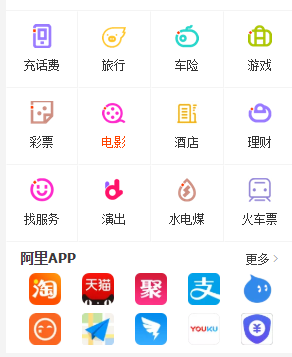 充话费 旅行 车险 游戏
彩票 电影 酒店 理财
找服务 演出 水电煤 火车票
阿里APP 更多 >
淘 天猫 聚 支
YOUKU ¥